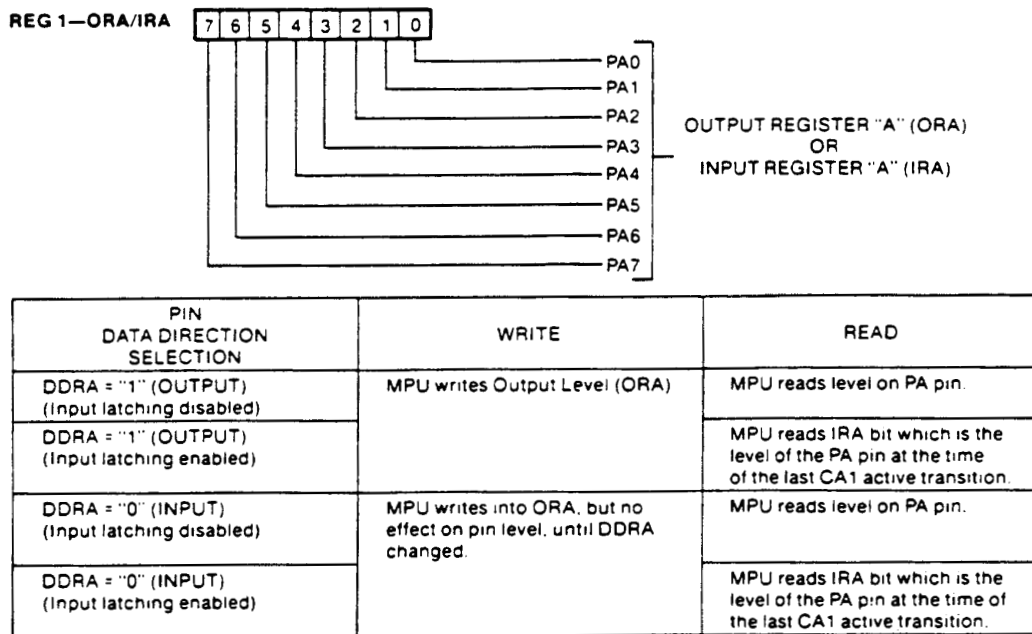 REG 1—ORA/IRA
7 6 5 4 3 2 1 0
PA0
PA1
PA2
PA3
PA4
PA5
PA6
PA7
OUTPUT REGISTER "A" (ORA)
OR
INPUT REGISTER "A" (IRA)
PIN
DATA DIRECTION
SELECTION
WRITE
READ
DDRA = "1" (OUTPUT)
(Input latching disabled)
MPU writes Output Level (ORA)
MPU reads level on PA pin.
DDRA = "1" (OUTPUT)
(Input latching enabled)
MPU reads IRA bit which is the
level of the PA pin at the time
of the last CA1 active transition.
DDRA = "0" (INPUT)
(Input latching disabled)
MPU writes into ORA, but no
effect on pin level, until DDRA
changed.
MPU reads level on PA pin.
DDRA = "0" (INPUT)
(Input latching enabled)
MPU reads IRA bit which is the
level of the PA pin at the time of
the last CA1 active transition.